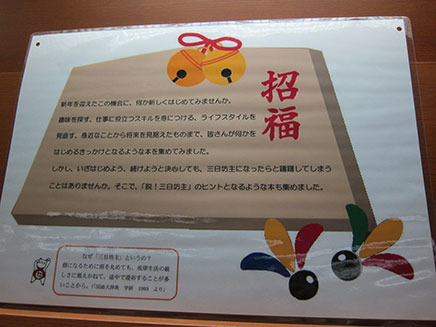 招福
新年を迎えたこの機会に、何か新しくはじめてみませんか。
趣味を探す、仕事に役立つスキルを身につける、ライフスタイルを
見直す。身近なことから将来を見据えたものまで、皆さんが何かを
はじめるきっかけとなるような本を集めてみました。
しかし、いざはじめよう、続けようと決心しても、三日坊主になったらと躊躇してしまう
ことはありませんか。そこで、「脱！三日坊主」のヒントとなるような本も集めました。
なぜ「三日坊主」というの？
僧になるために頭を丸めても、戒律生活の厳
しさに堪えかねて、途中で還俗することが多
いことから。（『国語大辞典　学研　1993　より』